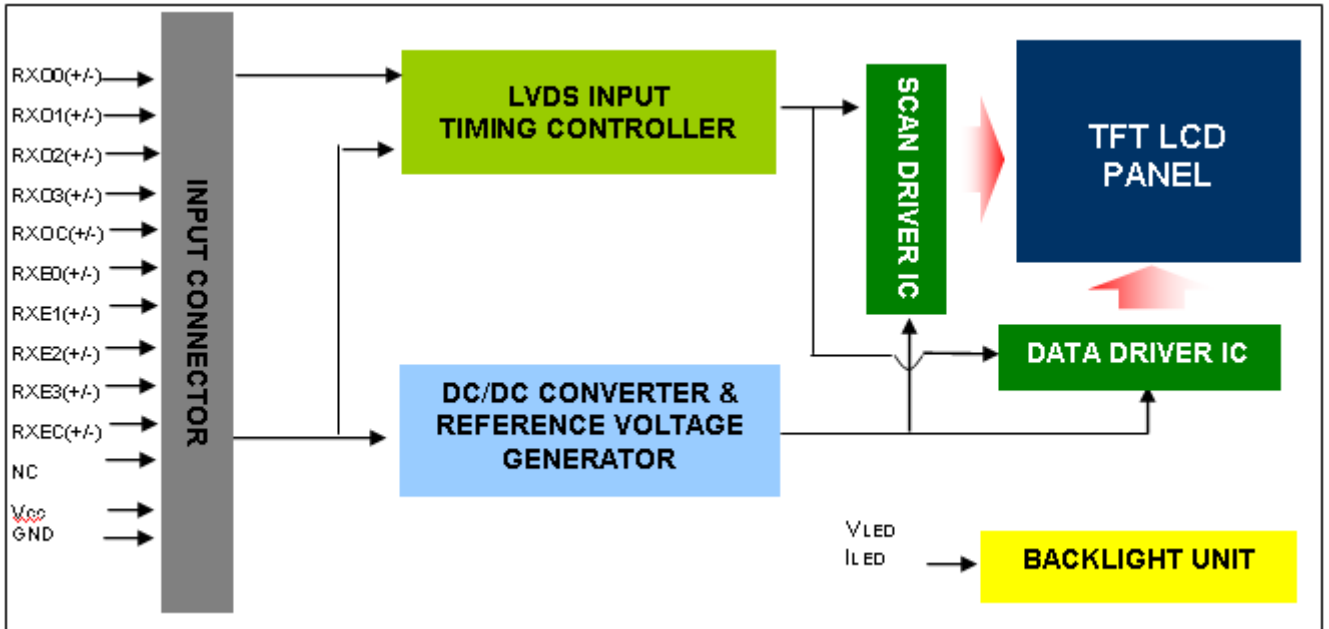 RXO0(+/-)
RXO1(+/-)
RXO2(+/-)
RXO3(+/-)
RXOC(+/-)
RXE0(+/-)
RXE1(+/-)
RXE2(+/-)
RXE3(+/-)
RXEC(+/-)
NC
Vcc
GND
INPUT CONNECTOR
LVDS INPUT
TIMING CONTROLLER
DC/DC CONVERTER &
REFERENCE VOLTAGE
GENERATOR
SCAN DRIVER IC
TFT LCD
PANEL
DATA DRIVER IC
VLED
ILED
BACKLIGHT UNIT